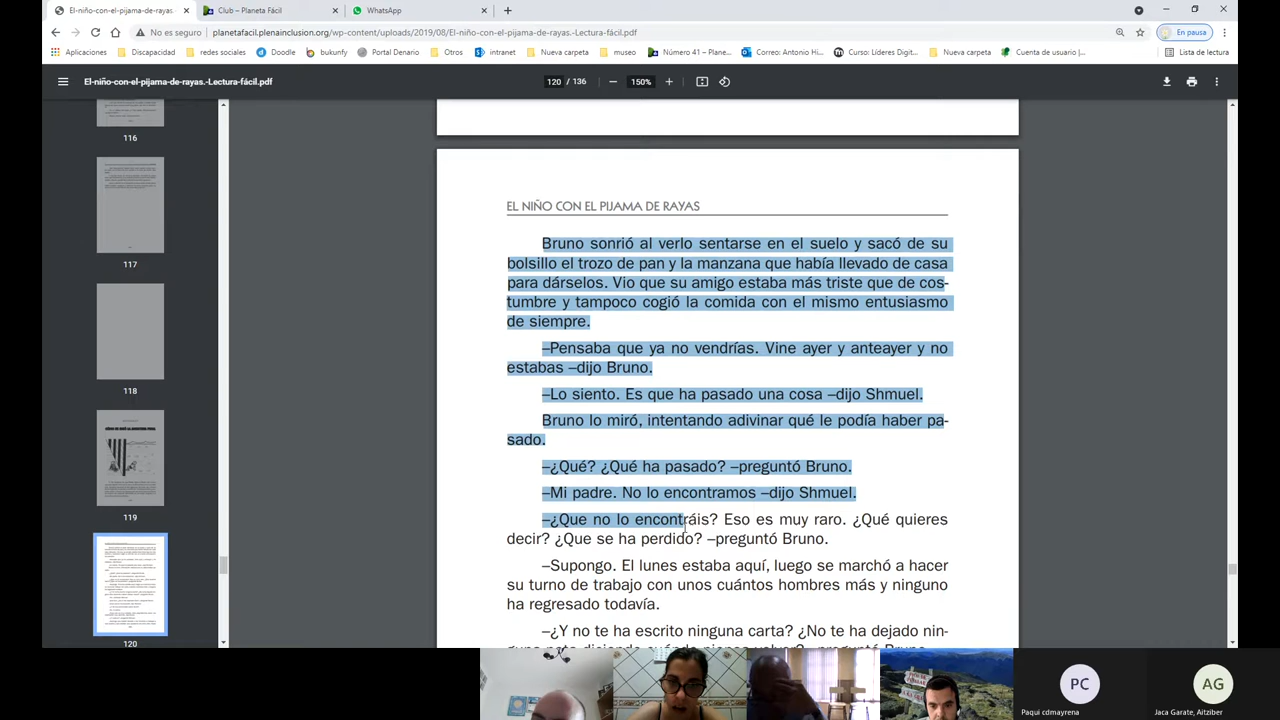 El-niño-con-el-pijama-de-rayas.
Club – Planeta Fácil
WhatsApp
No es seguro | planetafacil.plenainclusion.org/wp-content/uploads/2019/08/El-niño-con-el-pijama-de-rayas.-Lectura-fácil.pdf
En pausa
Aplicaciones
Discapacidad
redes sociales
Doodle
bukunfy
Portal Denario
Otros
intranet
Nueva carpeta
museo
Número 41 – Plane...
Correo: Antonio Hi...
Curso: Líderes Digit...
Nueva carpeta
Cuenta de usuario |...
Lista de lectura
El-niño-con-el-pijama-de-rayas.-Lectura-fácil.pdf
120 / 136
150%
116
117
118
119
120
EL NIÑO CON EL PIJAMA DE RAYAS
Bruno sonrió al verlo sentarse en el suelo y sacó de su
bolsillo el trozo de pan y la manzana que había llevado de casa
para dárselos. Vio que su amigo estaba más triste que de cos-
tumbre y tampoco cogió la comida con el mismo entusiasmo
de siempre.
–Pensaba que ya no vendrías. Vine ayer y anteayer y no
estabas –dijo Bruno.
–Lo siento. Es que ha pasado una cosa –dijo Shmuel.
Bruno lo miró, intentando adivinar qué le podía haber pa-
sado.
–¿Qué? ¿Qué ha pasado? –preguntó Bruno.
–Mi padre. No lo encontramos –dijo Shmuel.
–¿Que no lo encontráis? Eso es muy raro. ¿Qué quieres
decir? ¿Que se ha perdido? –preguntó Bruno.
–Supongo. El lunes estaba aquí, luego se marchó a hacer
su turno de trabajo con unos cuántos hombres más y ninguno
ha regresado todavía.
–¿Y no te ha escrito ninguna carta? ¿No te ha dejado nin-
PC
Paqui cdmayrena
AG
Jaca Garate, Aitziber